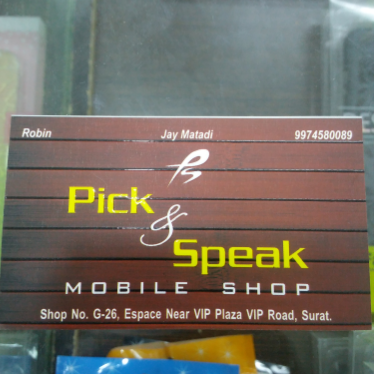 Robin Jay Matadi 9974580089
Pick
&
Speak
MOBILE SHOP
Shop No. G-26, Espace Near VIP Plaza VIP Road, Surat.